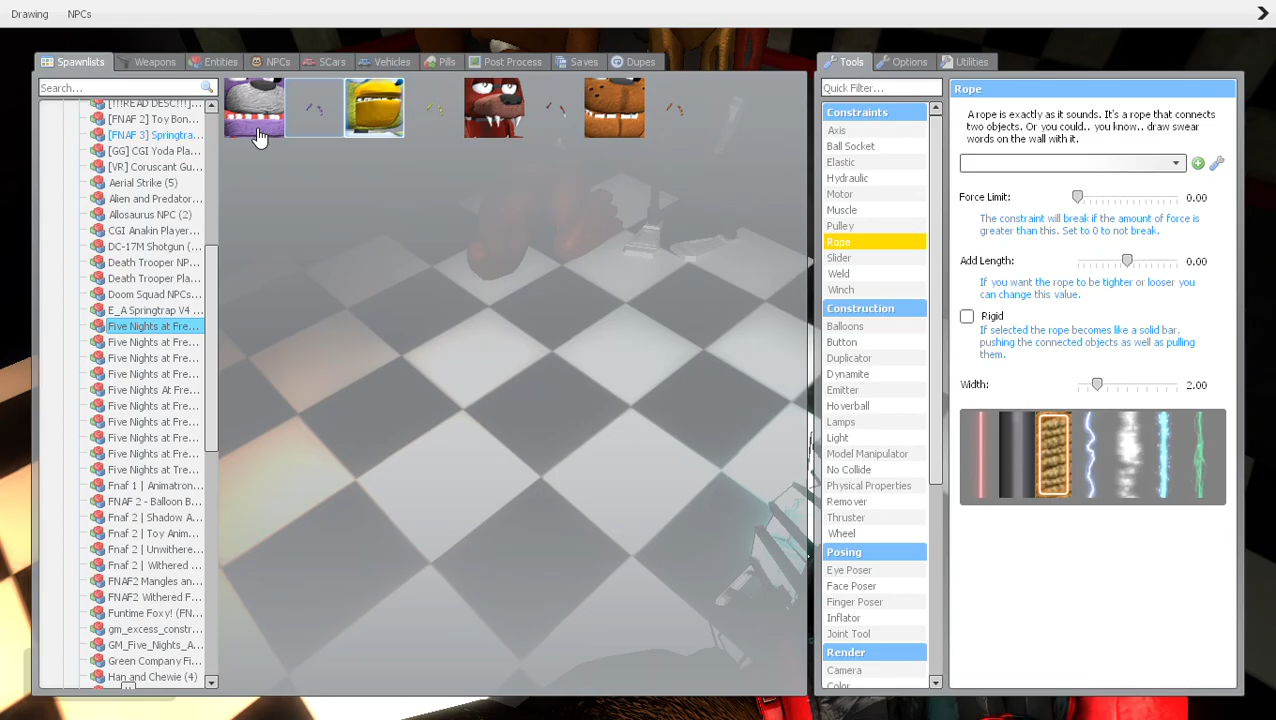 Drawing NPCs
Spawnlists Weapons Entities NPCs SCars Vehicles Pills Post Process Saves Dupes
Search...
[!!!READ DESC!!!]...
[FNAF 2] Toy Bon...
[FNAF 3] Springtra...
[GG] CGI Yoda Pla...
[VR] Coruscant Gu...
Aerial Strike (5)
Alien and Predator...
Allosaurus NPC (2)
CGI Anakin Player...
DC-17M Shotgun (...
Death Trooper NP...
Death Trooper Pla...
Doom Squad NPCs...
E_A Springtrap V4 ...
Five Nights at Fre...
Five Nights at Fre...
Five Nights at Fre...
Five Nights at Fre...
Five Nights At Fre...
Five Nights at Fre...
Five Nights at Fre...
Five Nights at Fre...
Five Nights at Fre...
Five Nights at Tre...
Fnaf 1 | Animatron...
FNAF 2 - Balloon B...
Fnaf 2 | Shadow A...
Fnaf 2 | Toy Anim...
Fnaf 2 | Unwithere...
Fnaf 2 | Withered ...
FNAF2 Mangles an...
FNAF2 Withered F...
Funtime Foxy! (FN...
gm_excess_constr...
GM_Five_Nights_A...
Green Company Fi...
Han and Chewie (4)
Tools Options Utilities
Quick Filter...
Constraints
Axis
Ball Socket
Elastic
Hydraulic
Motor
Muscle
Pulley
Rope
Slider
Weld
Winch
Construction
Balloons
Button
Duplicator
Dynamite
Emitter
Hoverball
Lamps
Light
Model Manipulator
No Collide
Physical Properties
Remover
Thruster
Wheel
Posing
Eye Poser
Face Poser
Finger Poser
Inflator
Joint Tool
Render
Camera
Color
Rope
A rope is exactly as it sounds. It's a rope that connects
two objects. Or you could.. you know.. draw swear
words on the wall with it.
Force Limit: 0.00
The constraint will break if the amount of force is
greater than this. Set to 0 to not break.
Add Length: 0.00
If you want the rope to be tighter or looser you
can change this value.
Rigid
If selected the rope becomes like a solid bar,
pushing the connected objects as well as pulling
them.
Width: 2.00